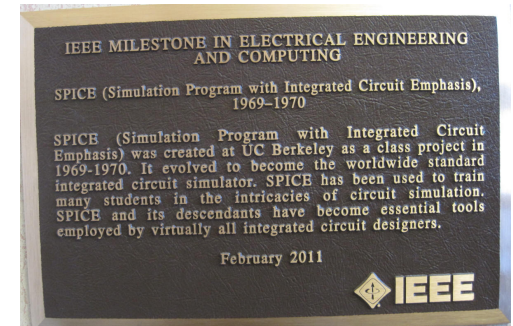 IEEE MILESTONE IN ELECTRICAL ENGINEERING
AND COMPUTING
SPICE (Simulation Program with Integrated Circuit Emphasis),
1969–1970
SPICE (Simulation Program with Integrated Circuit
Emphasis) was created at UC Berkeley as a class project in
1969-1970. It evolved to become the worldwide standard
integrated circuit simulator. SPICE has been used to train
many students in the intricacies of circuit simulation.
SPICE and its descendants have become essential tools
employed by virtually all integrated circuit designers.
February 2011
IEEE